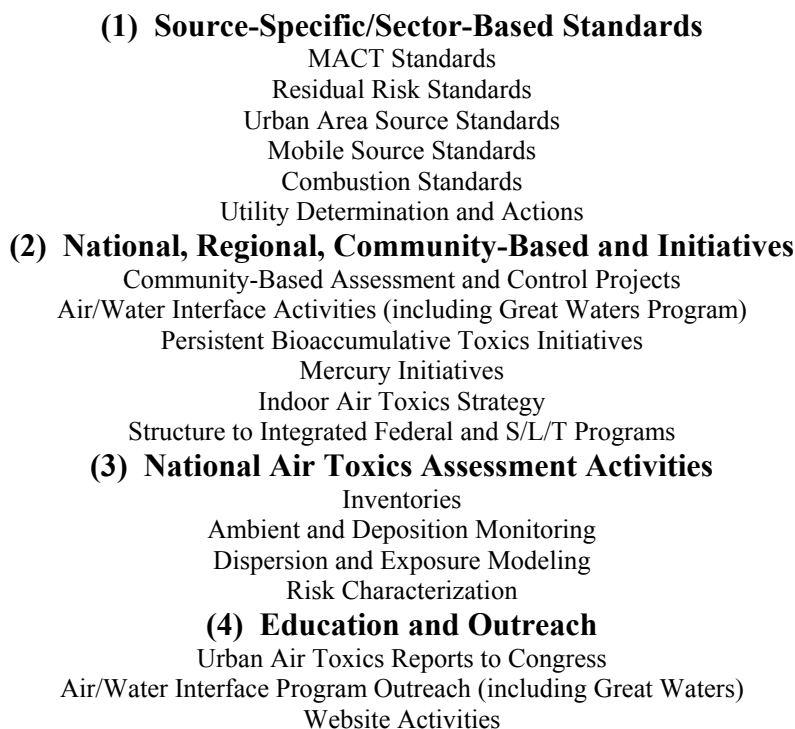 (1) Source-Specific/Sector-Based Standards
MACT Standards
Residual Risk Standards
Urban Area Source Standards
Mobile Source Standards
Combustion Standards
Utility Determination and Actions
(2) National, Regional, Community-Based and Initiatives
Community-Based Assessment and Control Projects
Air/Water Interface Activities (including Great Waters Program)
Persistent Bioaccumulative Toxics Initiatives
Mercury Initiatives
Indoor Air Toxics Strategy
Structure to Integrated Federal and S/L/T Programs
(3) National Air Toxics Assessment Activities
Inventories
Ambient and Deposition Monitoring
Dispersion and Exposure Modeling
Risk Characterization
(4) Education and Outreach
Urban Air Toxics Reports to Congress
Air/Water Interface Program Outreach (including Great Waters)
Website Activities